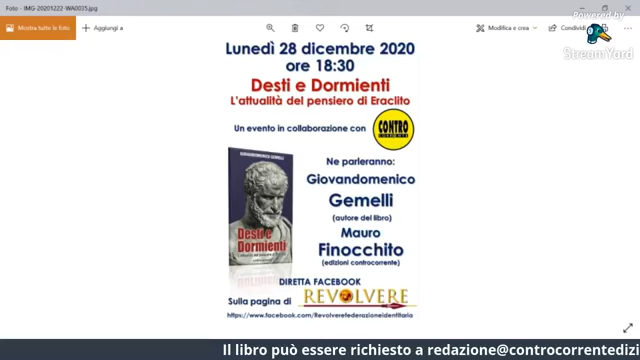 Foto - IMG-20201222-WA0035.jpg
Mostra tutte le foto
Aggiungi a
Modifica e crea
Condividi
Powered by
StreamYard
Lunedì 28 dicembre 2020
ore 18:30
Desti e Dormienti
L'attualità del pensiero di Eraclito
Un evento in collaborazione con
CONTRO
CORRENTE
GIOVANDOMENICO GEMELLI
Desti e
Dormienti
Ne parleranno:
Giovandomenico
Gemelli
(autore del libro)
Mauro
Finocchito
(edizioni controcorrente)
DIRETTA FACEBOOK
Sulla pagina di
REVOLVERE
https://www.facebook.com/Revolverefederazioneidentitaria
Il libro può essere richiesto a redazione@controcorrentedizi